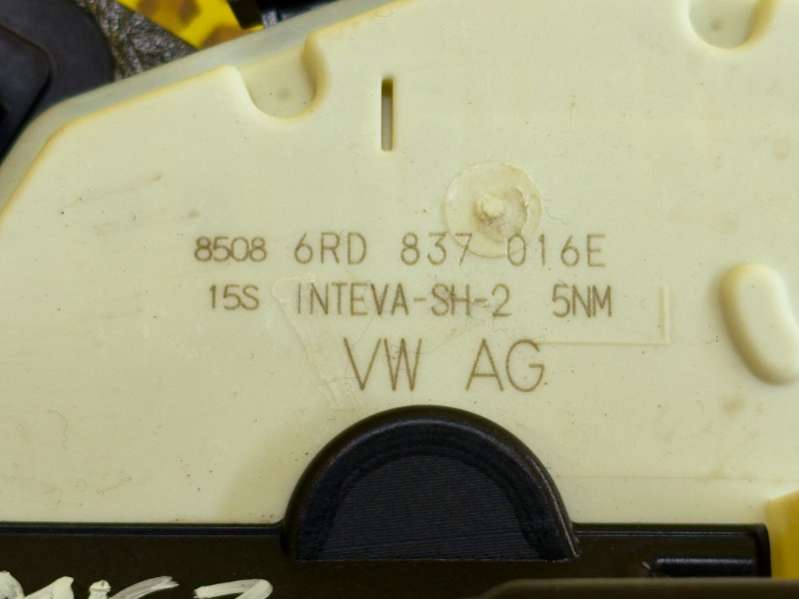 8508 6RD 837 016E
15S INTEVA-SH-2 5NM
VW AG